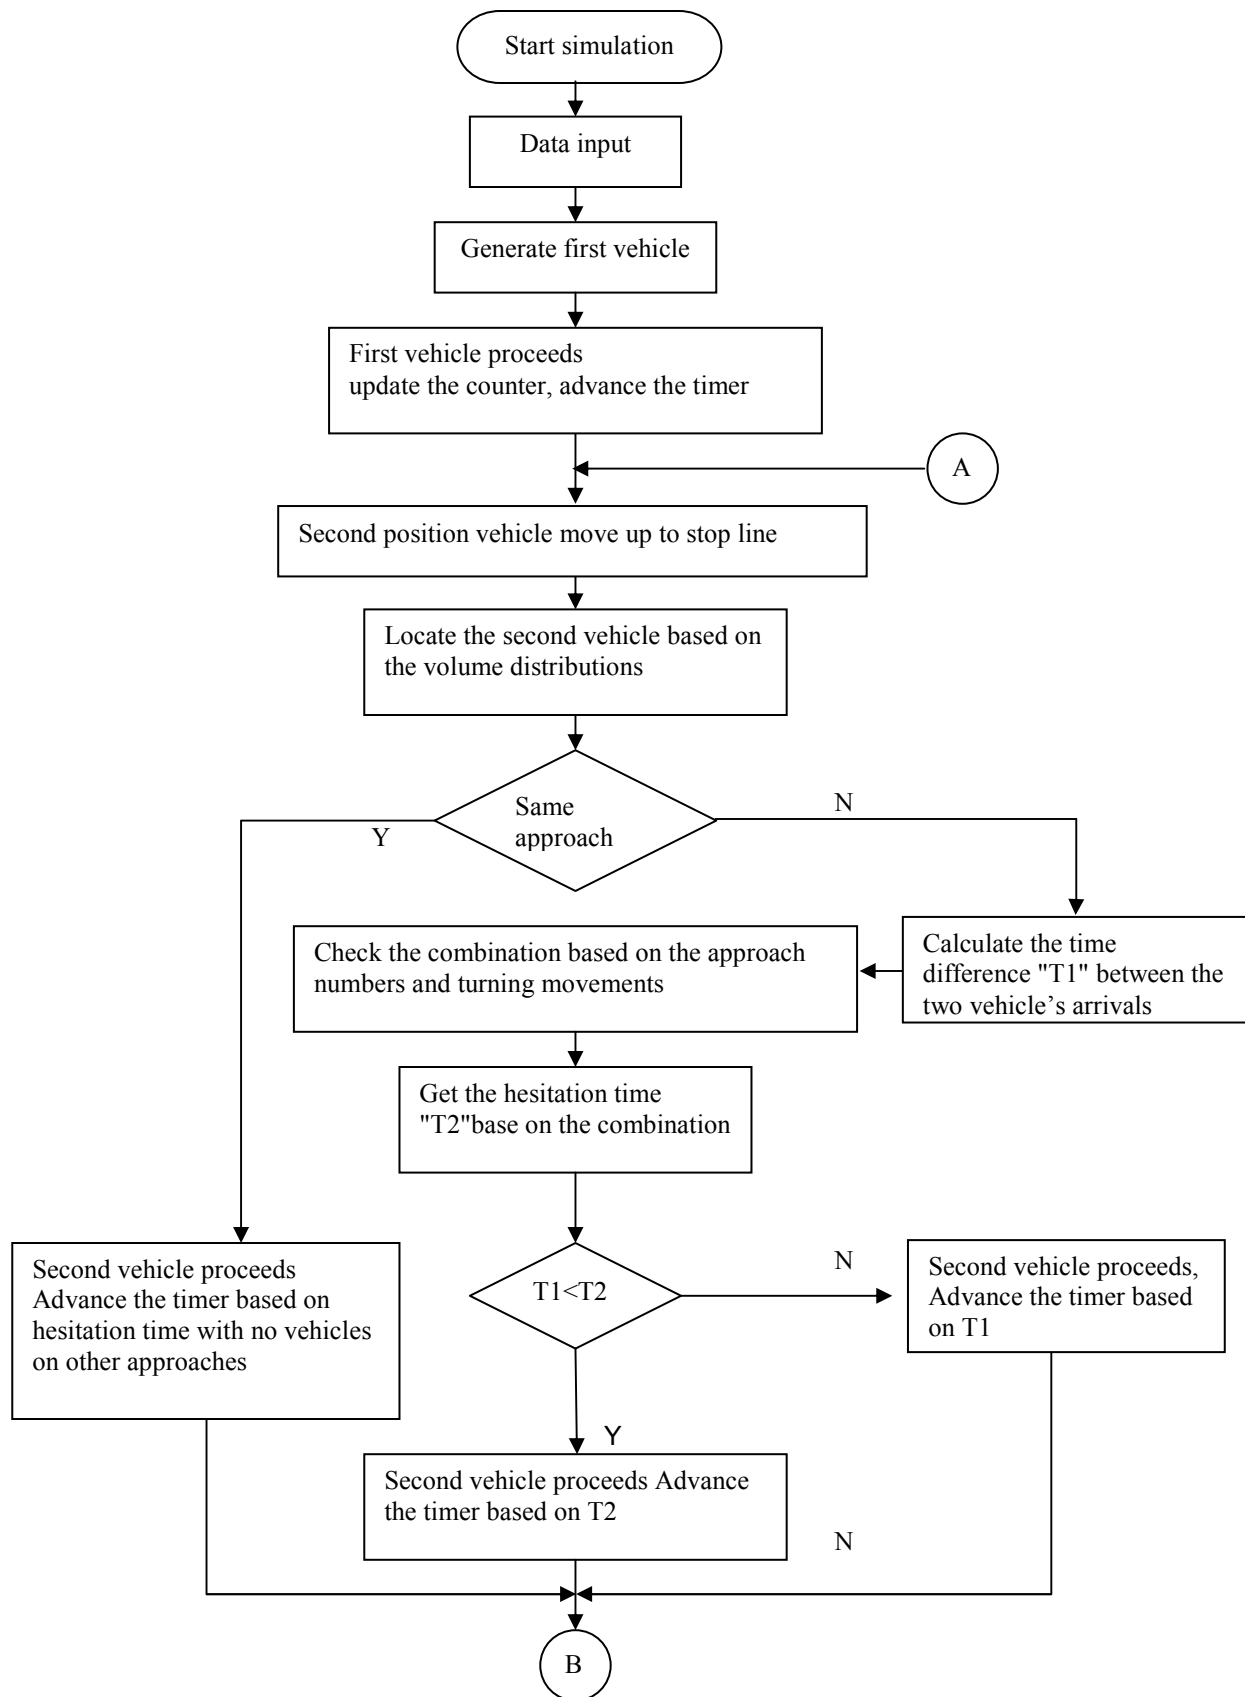 Start simulation
Data input
Generate first vehicle
First vehicle proceeds
update the counter, advance the timer
A
Second position vehicle move up to stop line
Locate the second vehicle based on
the volume distributions
Same
approach
Y
N
Calculate the time
difference "T1" between the
two vehicle’s arrivals
Check the combination based on the approach
numbers and turning movements
Get the hesitation time
"T2"base on the combination
T1<T2
N
Second vehicle proceeds,
Advance the timer based
on T1
Second vehicle proceeds
Advance the timer based on
hesitation time with no vehicles
on other approaches
Y
Second vehicle proceeds Advance
the timer based on T2
N
B